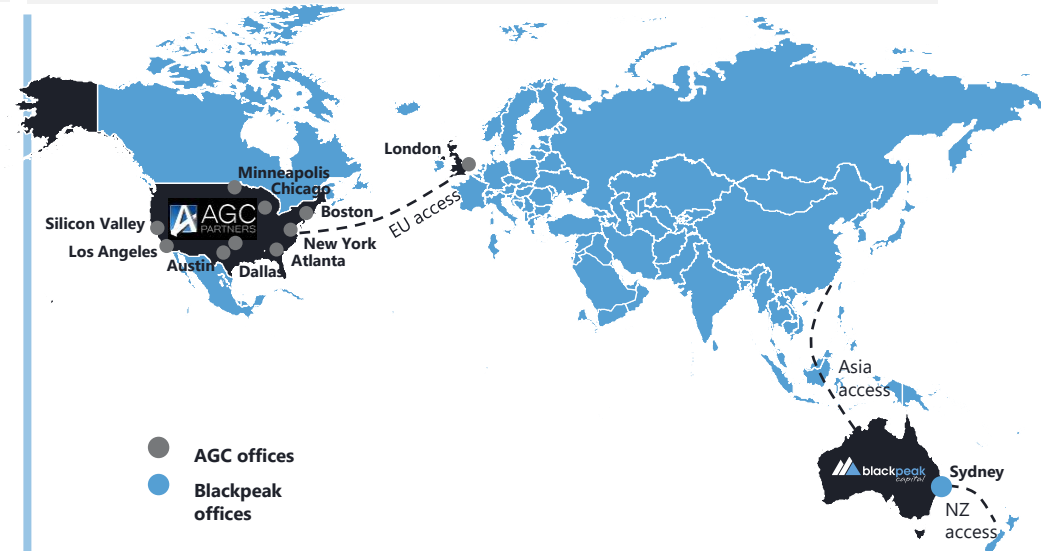 London
Minneapolis
Chicago
AGC
PARTNERS
Boston
EU access
Silicon Valley
New York
Los Angeles
Atlanta
Austin
Dallas
Asia
access
AGC offices
blackpeak
capital
Sydney
Blackpeak
offices
NZ
access